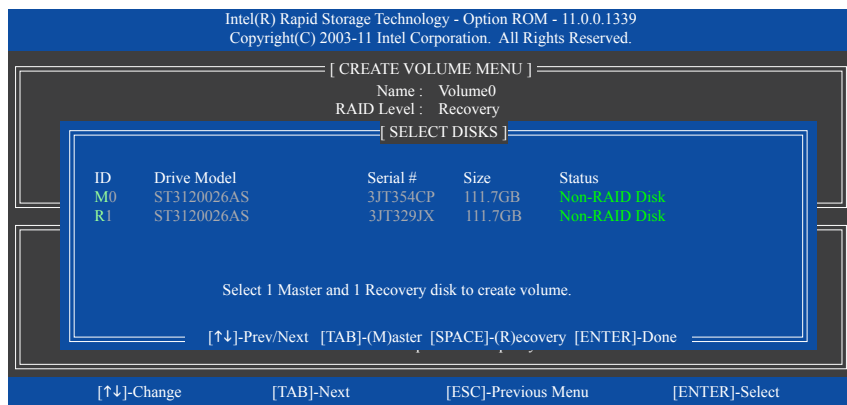 Intel(R) Rapid Storage Technology - Option ROM - 11.0.0.1339
Copyright(C) 2003-11 Intel Corporation. All Rights Reserved.
[ CREATE VOLUME MENU ]
Name : Volume0
RAID Level : Recovery
[ SELECT DISKS ]
ID Drive Model Serial # Size Status
M0 ST3120026AS 3JT354CP 111.7GB Non-RAID Disk
R1 ST3120026AS 3JT329JX 111.7GB Non-RAID Disk
Select 1 Master and 1 Recovery disk to create volume.
[↑↓]-Prev/Next [TAB]-(M)aster [SPACE]-(R)ecovery [ENTER]-Done
[↑↓]-Change [TAB]-Next [ESC]-Previous Menu [ENTER]-Select